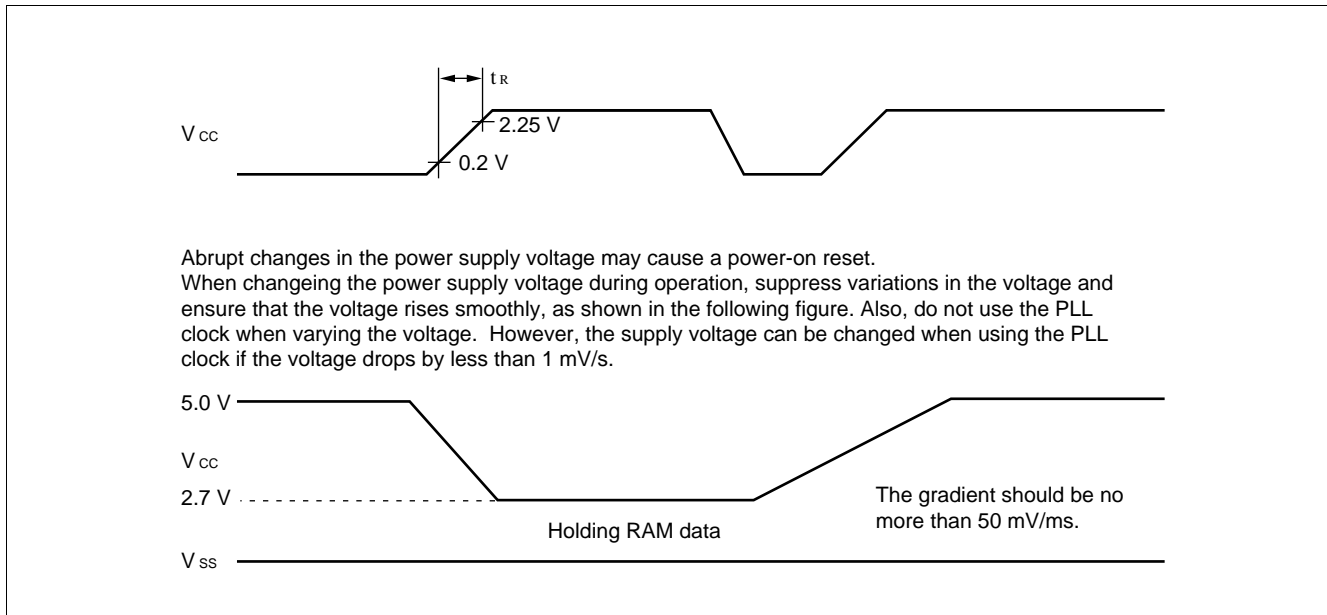 t R
V CC
2.25 V
0.2 V
Abrupt changes in the power supply voltage may cause a power-on reset.
When changeing the power supply voltage during operation, suppress variations in the voltage and
ensure that the voltage rises smoothly, as shown in the following figure. Also, do not use the PLL
clock when varying the voltage.  However, the supply voltage can be changed when using the PLL
clock if the voltage drops by less than 1 mV/s.
5.0 V
V CC
2.7 V
The gradient should be no
more than 50 mV/ms.
Holding RAM data
V SS